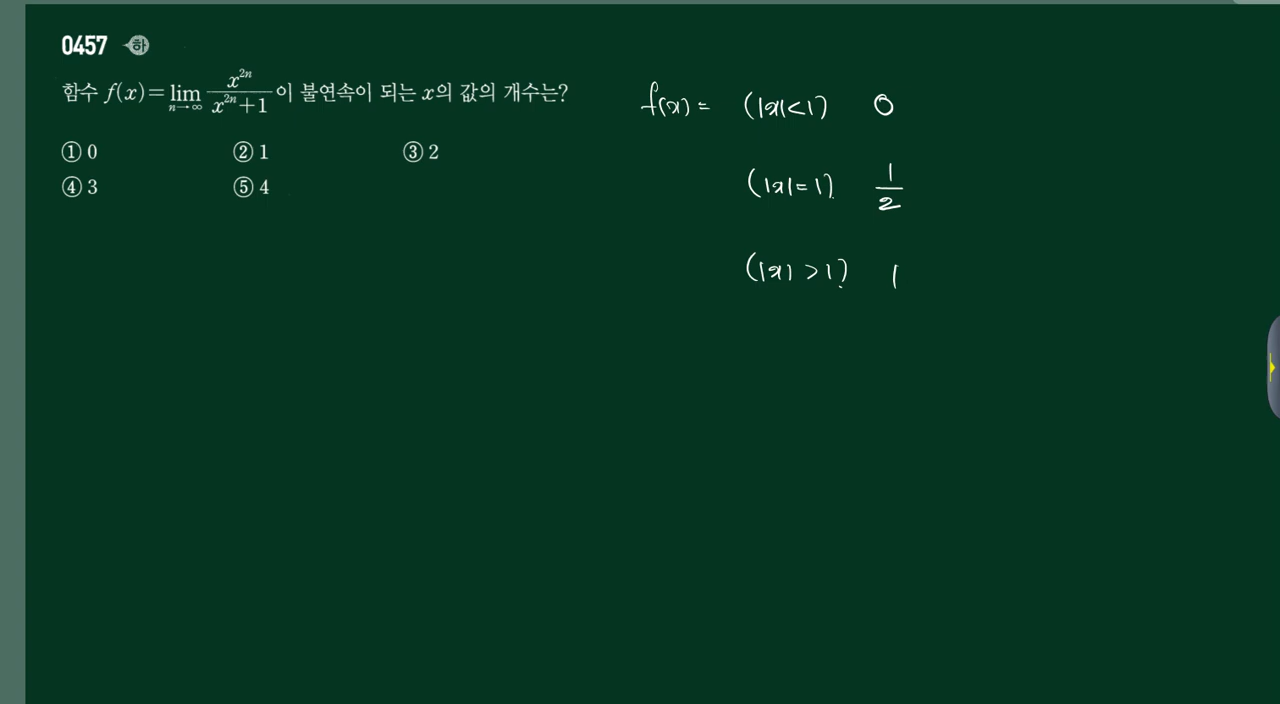 0457 하
함수 f(x)=lim_{n→∞} x^{2n}/(x^{2n}+1)이 불연속이 되는 x의 값의 개수는?
① 0 ② 1 ③ 2
④ 3 ⑤ 4
f(x)= (|x|<1) 0
(|x|=1) 1/2
(|x|>1) 1